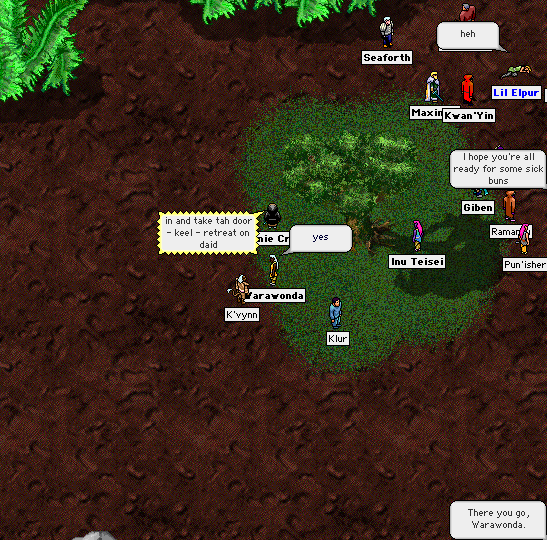 heh
Seaforth
Lil Elpur
Kwan'Yin
I hope you're all
ready for some sick
buns
Giben
in and take tah door
- keel - retreat on
daid
yes
Inu Teisei
Pun'isher
Warawonda
K'vynn
Klur
There you go,
Warawonda.